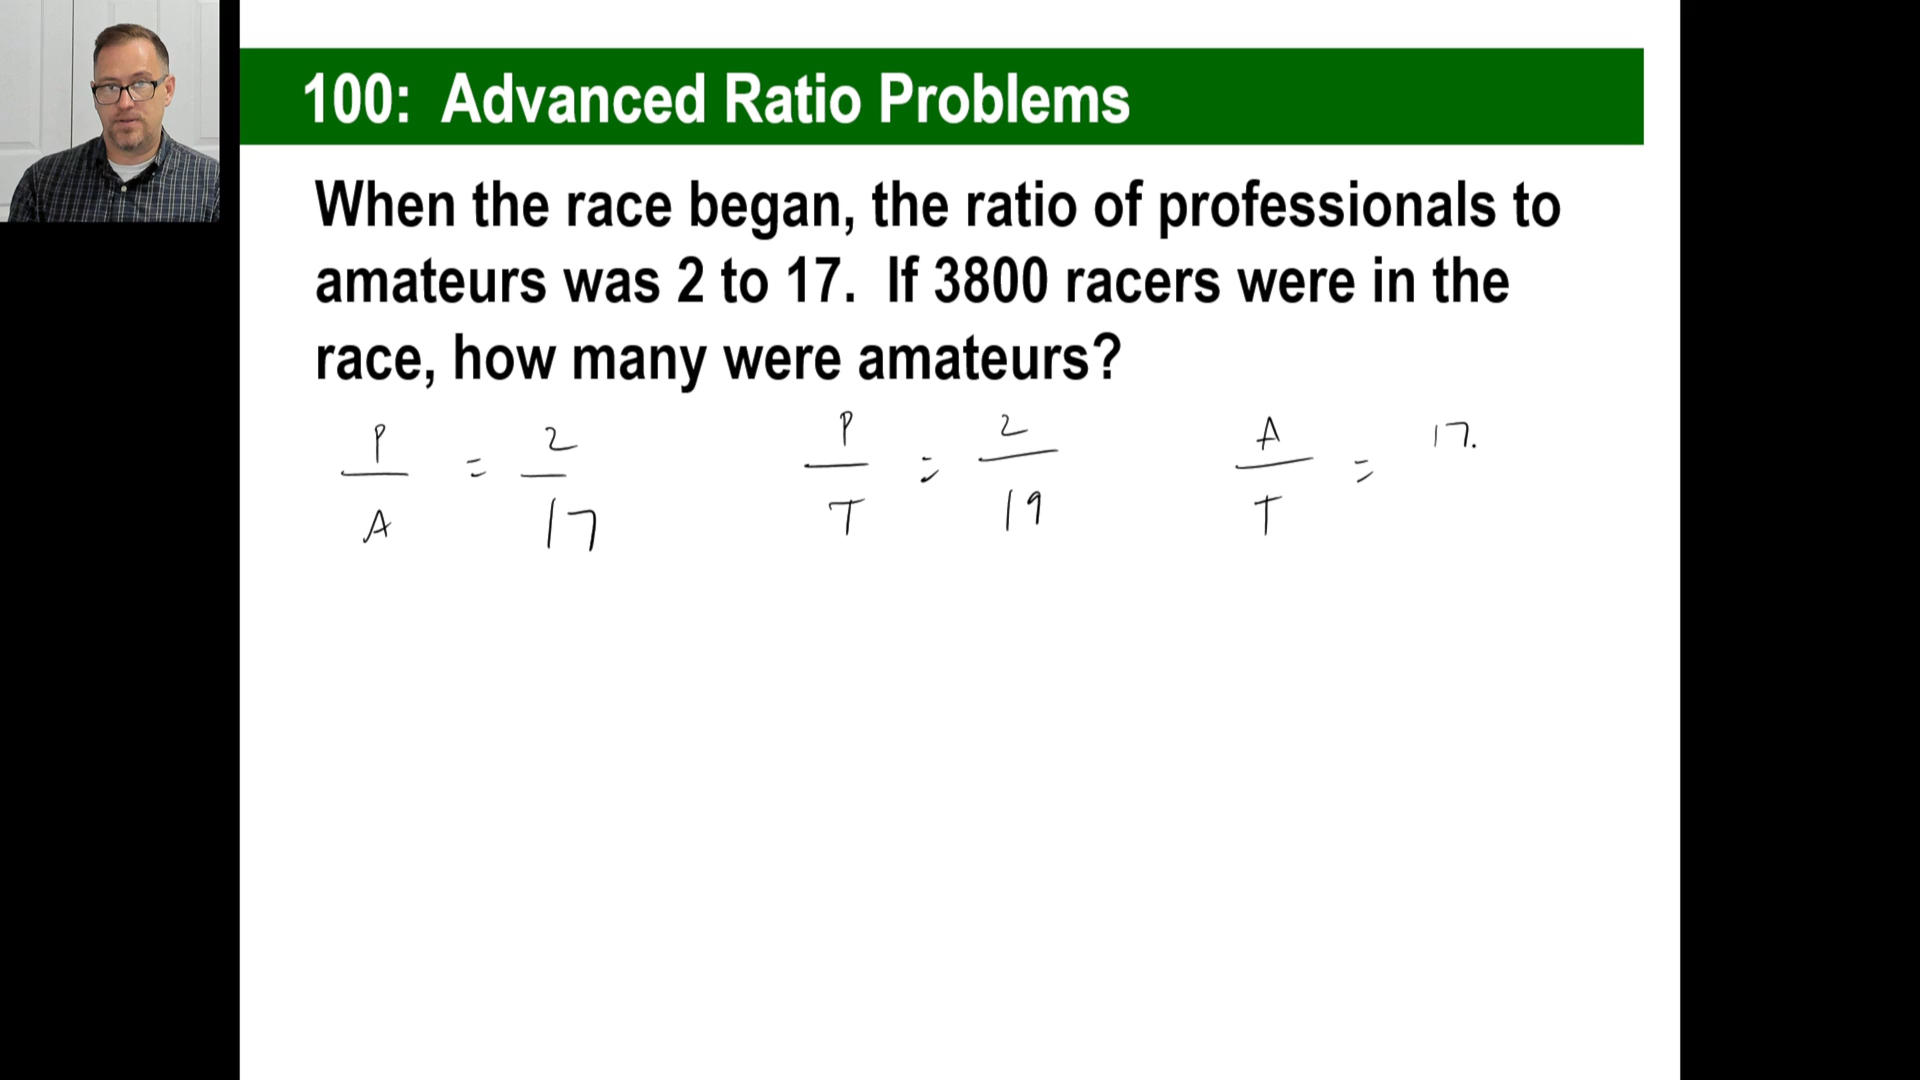 100: Advanced Ratio Problems
When the race began, the ratio of professionals to
amateurs was 2 to 17. If 3800 racers were in the
race, how many were amateurs?
P/A = 2/17 P/T = 2/19 A/T = 17.